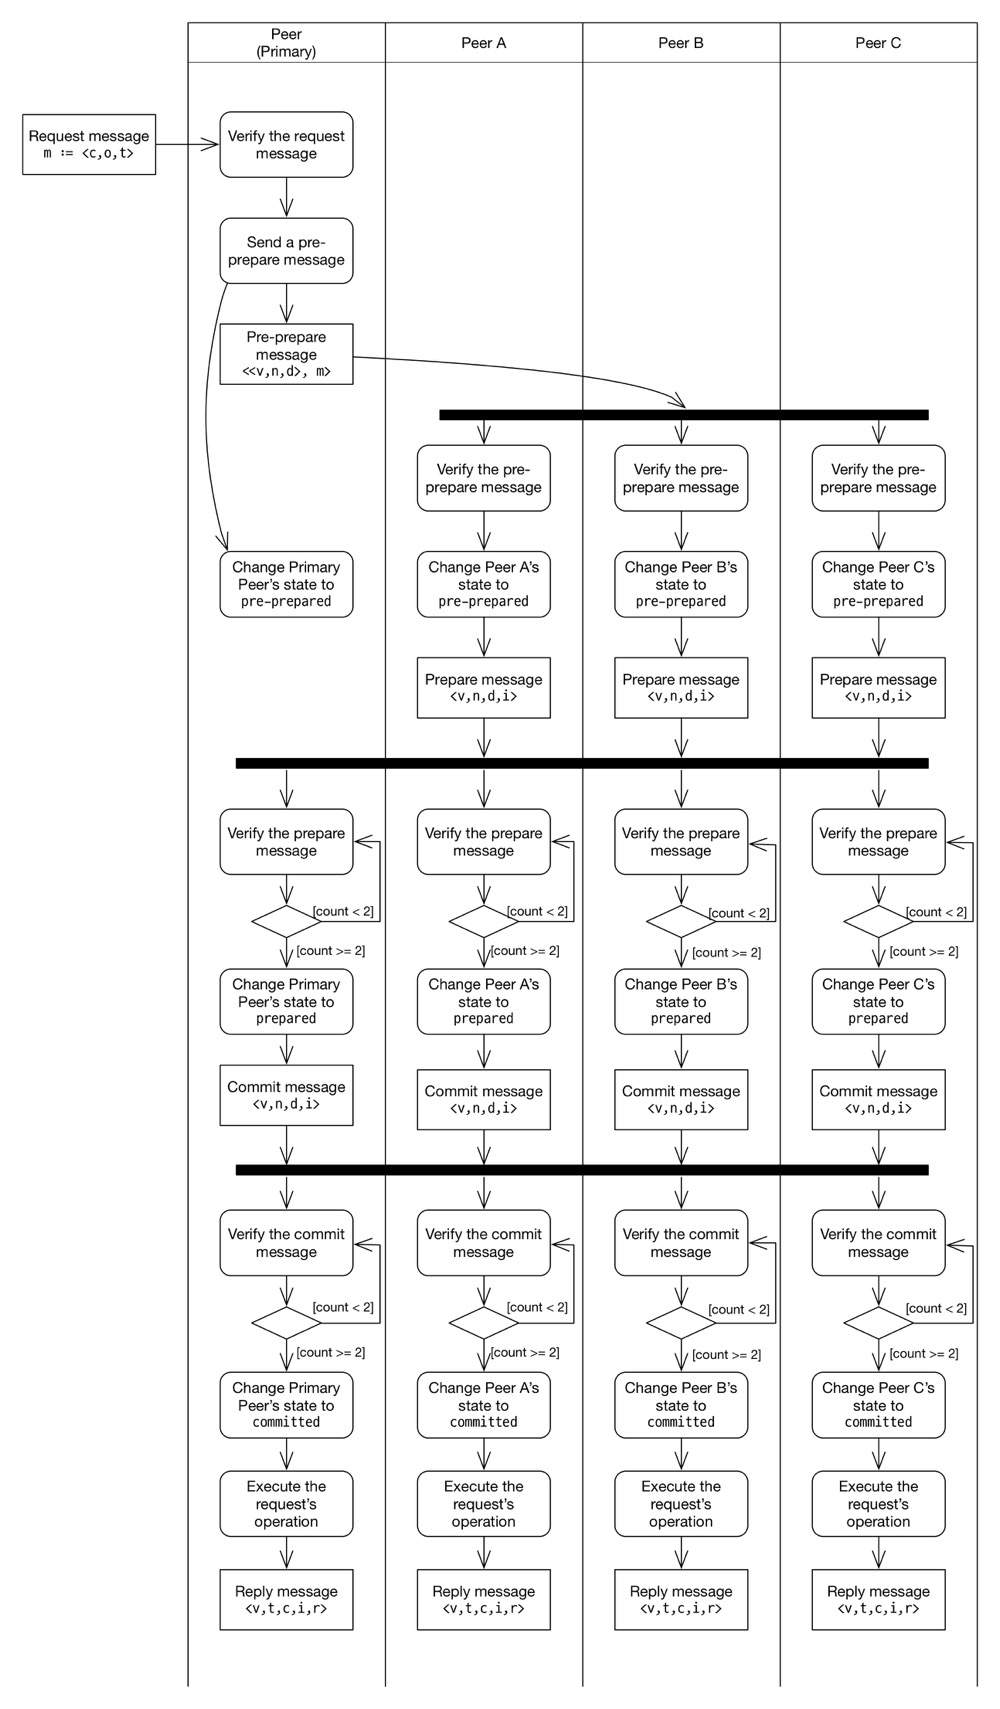 Peer
(Primary)
Peer A
Peer B
Peer C
Request message
m := <c,o,t>
Verify the request
message
Send a pre-
prepare message
Pre-prepare
message
<<v,n,d>, m>
Verify the pre-
prepare message
Verify the pre-
prepare message
Verify the pre-
prepare message
Change Primary
Peer's state to
pre-prepared
Change Peer A's
state to
pre-prepared
Change Peer B's
state to
pre-prepared
Change Peer C's
state to
pre-prepared
Prepare message
<v,n,d,i>
Prepare message
<v,n,d,i>
Prepare message
<v,n,d,i>
Verify the prepare
message
Verify the prepare
message
Verify the prepare
message
Verify the prepare
message
[count < 2]
[count < 2]
[count < 2]
[count < 2]
[count >= 2]
[count >= 2]
[count >= 2]
[count >= 2]
Change Primary
Peer's state to
prepared
Change Peer A's
state to
prepared
Change Peer B's
state to
prepared
Change Peer C's
state to
prepared
Commit message
<v,n,d,i>
Commit message
<v,n,d,i>
Commit message
<v,n,d,i>
Commit message
<v,n,d,i>
Verify the commit
message
Verify the commit
message
Verify the commit
message
Verify the commit
message
[count < 2]
[count < 2]
[count < 2]
[count < 2]
[count >= 2]
[count >= 2]
[count >= 2]
[count >= 2]
Change Primary
Peer's state to
committed
Change Peer A's
state to
committed
Change Peer B's
state to
committed
Change Peer C's
state to
committed
Execute the
request's
operation
Execute the
request's
operation
Execute the
request's
operation
Execute the
request's
operation
Reply message
<v,t,c,i,r>
Reply message
<v,t,c,i,r>
Reply message
<v,t,c,i,r>
Reply message
<v,t,c,i,r>